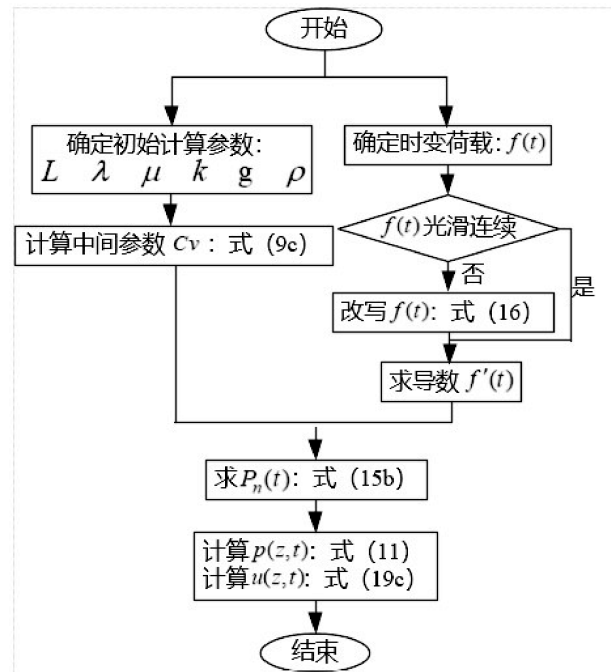 开始
确定初始计算参数:
L λ μ k g ρ
计算中间参数 Cv : 式 (9c)
确定时变荷载: f(t)
f(t)光滑连续
否
是
改写 f(t): 式 (16)
求导数 f′(t)
求Pₙ(t): 式 (15b)
计算 p(z,t): 式 (11)
计算 u(z,t): 式 (19c)
结束